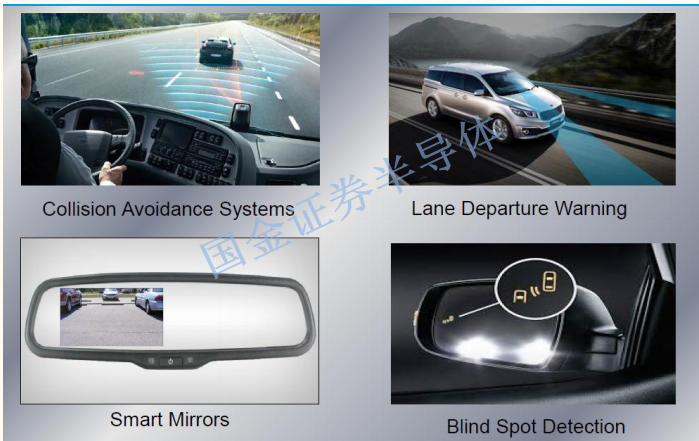 Collision Avoidance Systems
Lane Departure Warning
国金证券半导体
Smart Mirrors
Blind Spot Detection